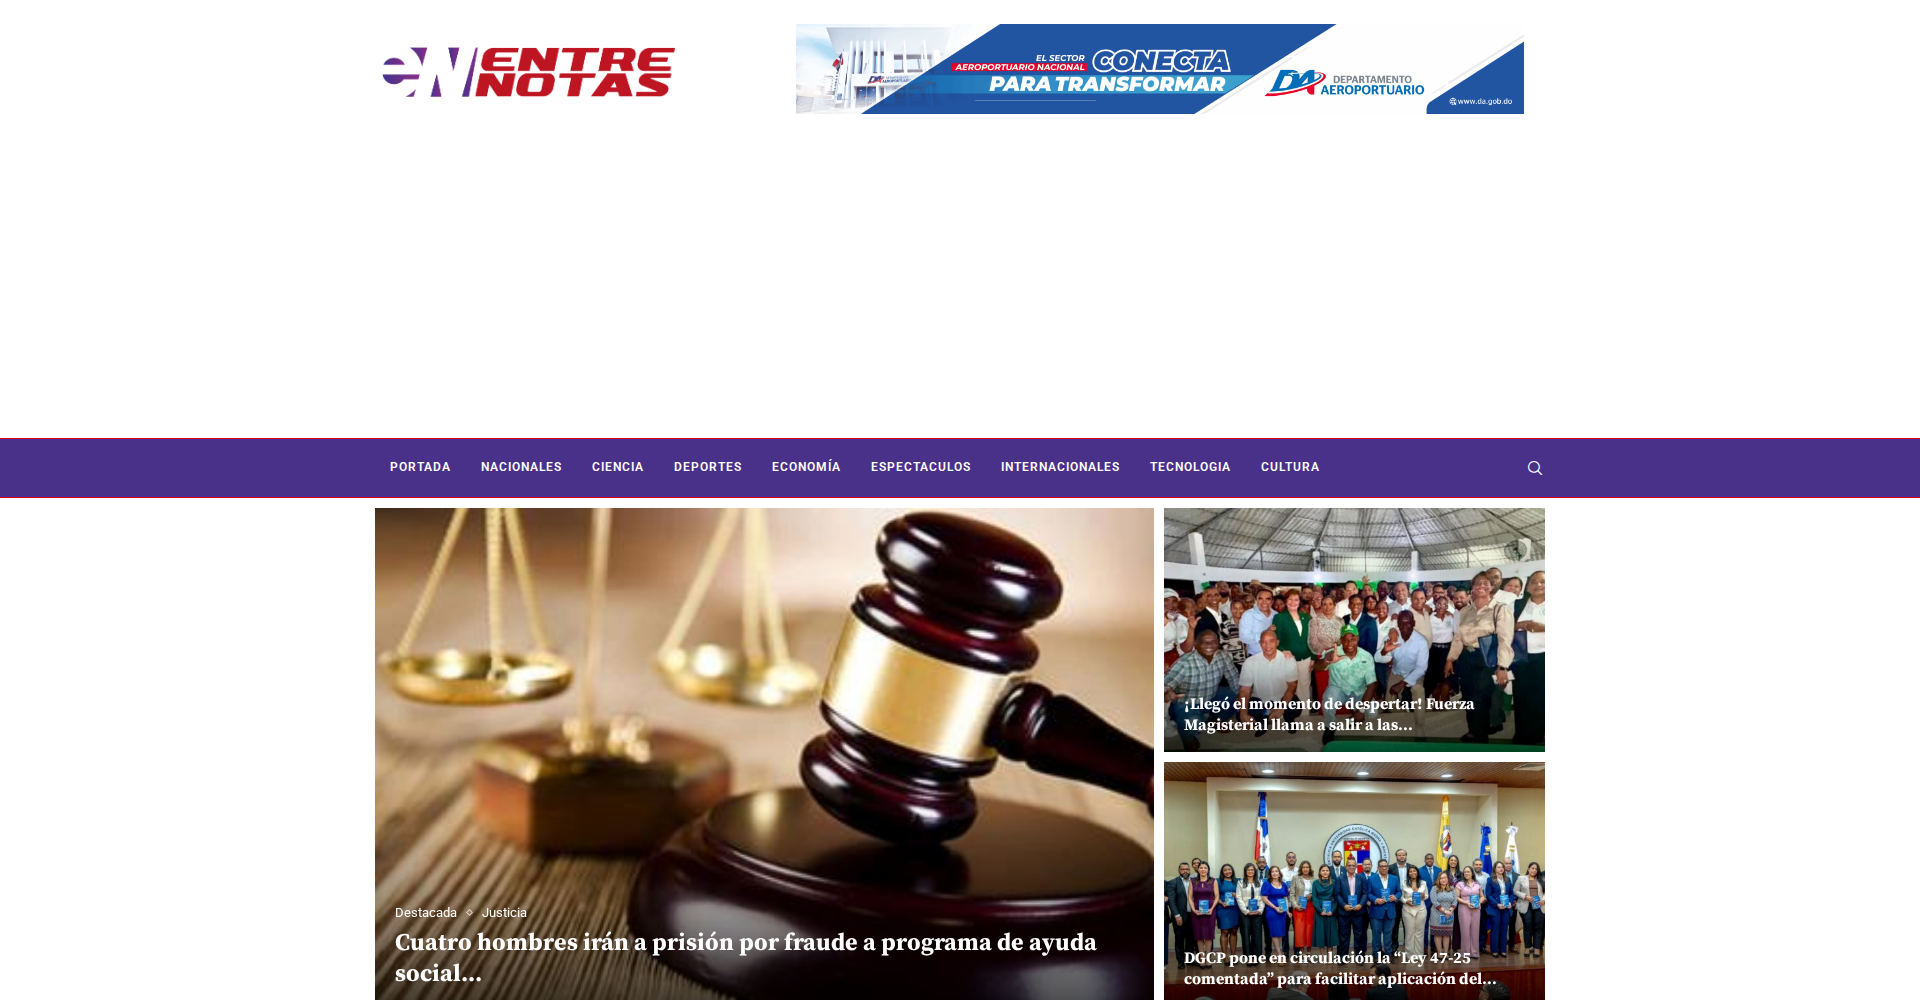 eN ENTRE
NOTAS
EL SECTOR
AEROPORTUARIO NACIONAL
CONECTA
PARA TRANSFORMAR
DA DEPARTAMENTO
AEROPORTUARIO
www.da.gob.do
PORTADA NACIONALES CIENCIA DEPORTES ECONOMÍA ESPECTACULOS INTERNACIONALES TECNOLOGIA CULTURA
¡Llegó el momento de despertar! Fuerza
Magisterial llama a salir a las...
Destacada ◇ Justicia
Cuatro hombres irán a prisión por fraude a programa de ayuda
social...
DGCP pone en circulación la “Ley 47-25
comentada” para facilitar aplicación del...